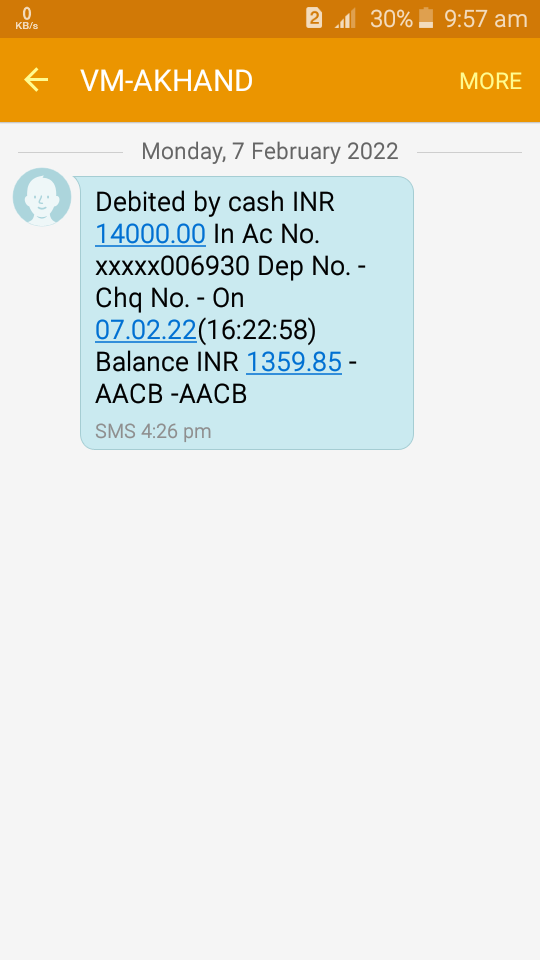 0
KB/s
2
30%
9:57 am
VM-AKHAND
MORE
Monday, 7 February 2022
Debited by cash INR
14000.00 In Ac No.
xxxxx006930 Dep No. -
Chq No. - On
07.02.22(16:22:58)
Balance INR 1359.85 -
AACB -AACB
SMS 4:26 pm